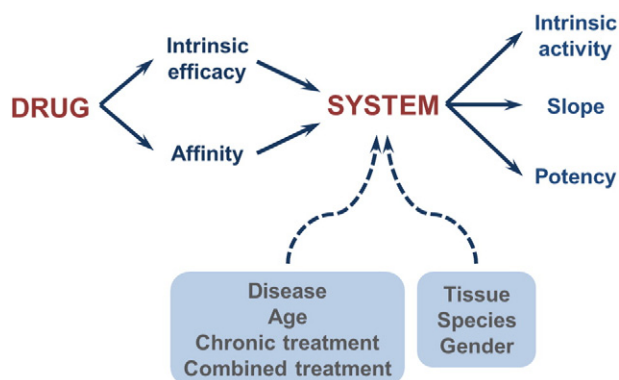 DRUG
Intrinsic
efficacy
Affinity
SYSTEM
Intrinsic
activity
Slope
Potency
Disease
Age
Chronic treatment
Combined treatment
Tissue
Species
Gender